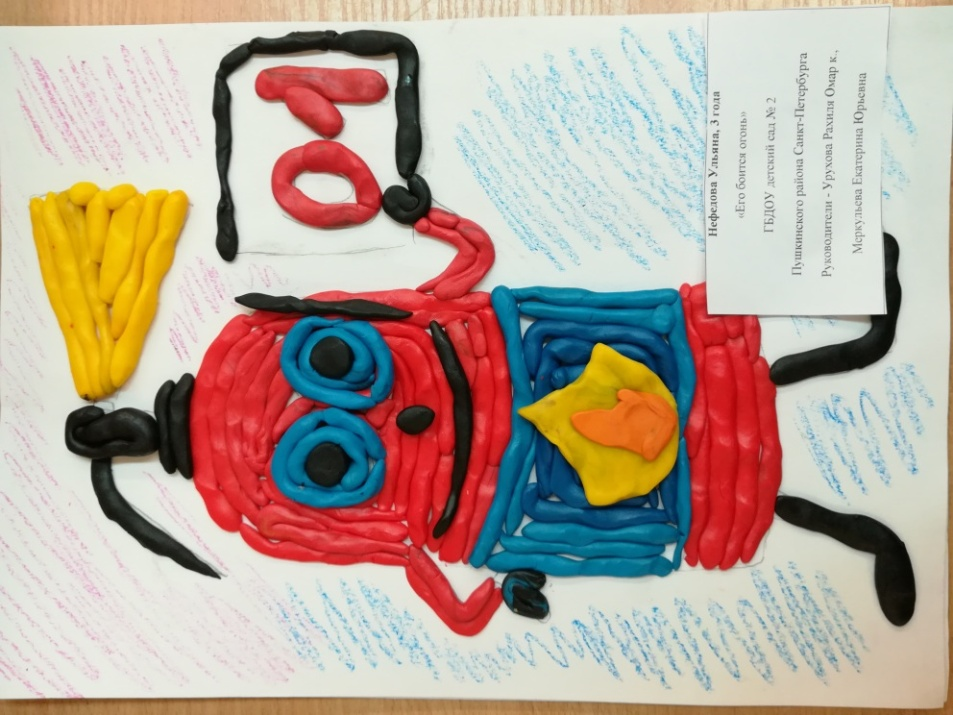 01
Нефедова Ульяна, 3 года
«Его боится огонь»
ГБДОУ детский сад № 2
Пушкинского района Санкт-Петербурга
Руководители - Урухова Рахиля Омар к.,
Меркульева Екатерина Юрьевна